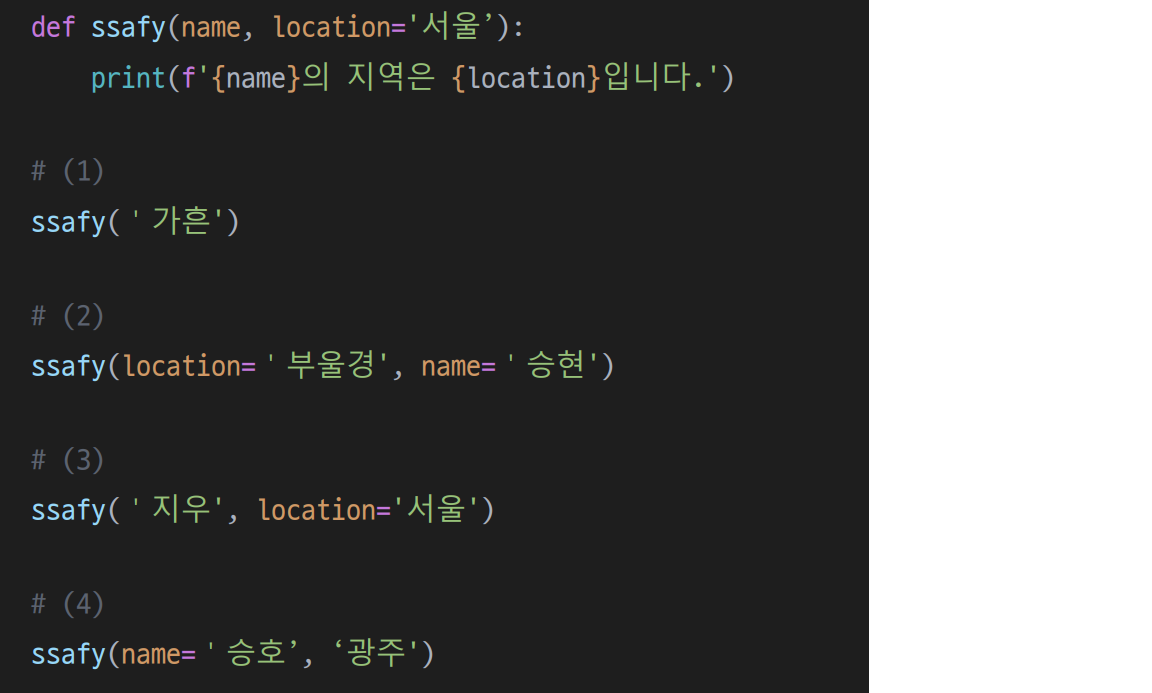 def ssafy(name, location='서울’):
    print(f'{name}의 지역은 {location}입니다.')
# (1)
ssafy('가흔')
# (2)
ssafy(location='부울경', name='승현')
# (3)
ssafy('지우', location='서울')
# (4)
ssafy(name='승호’, ‘광주')